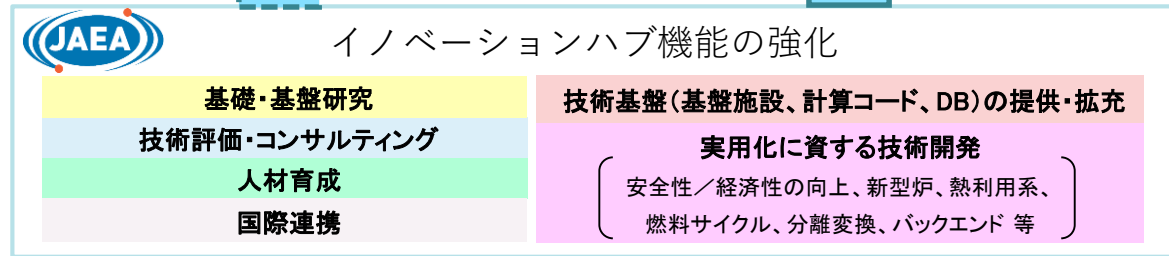 JAEA
イノベーションハブ機能の強化
基礎・基盤研究
技術評価・コンサルティング
人材育成
国際連携
技術基盤(基盤施設、計算コード、DB)の提供・拡充
実用化に資する技術開発
安全性/経済性の向上、新型炉、熱利用系、
燃料サイクル、分離変換、バックエンド 等